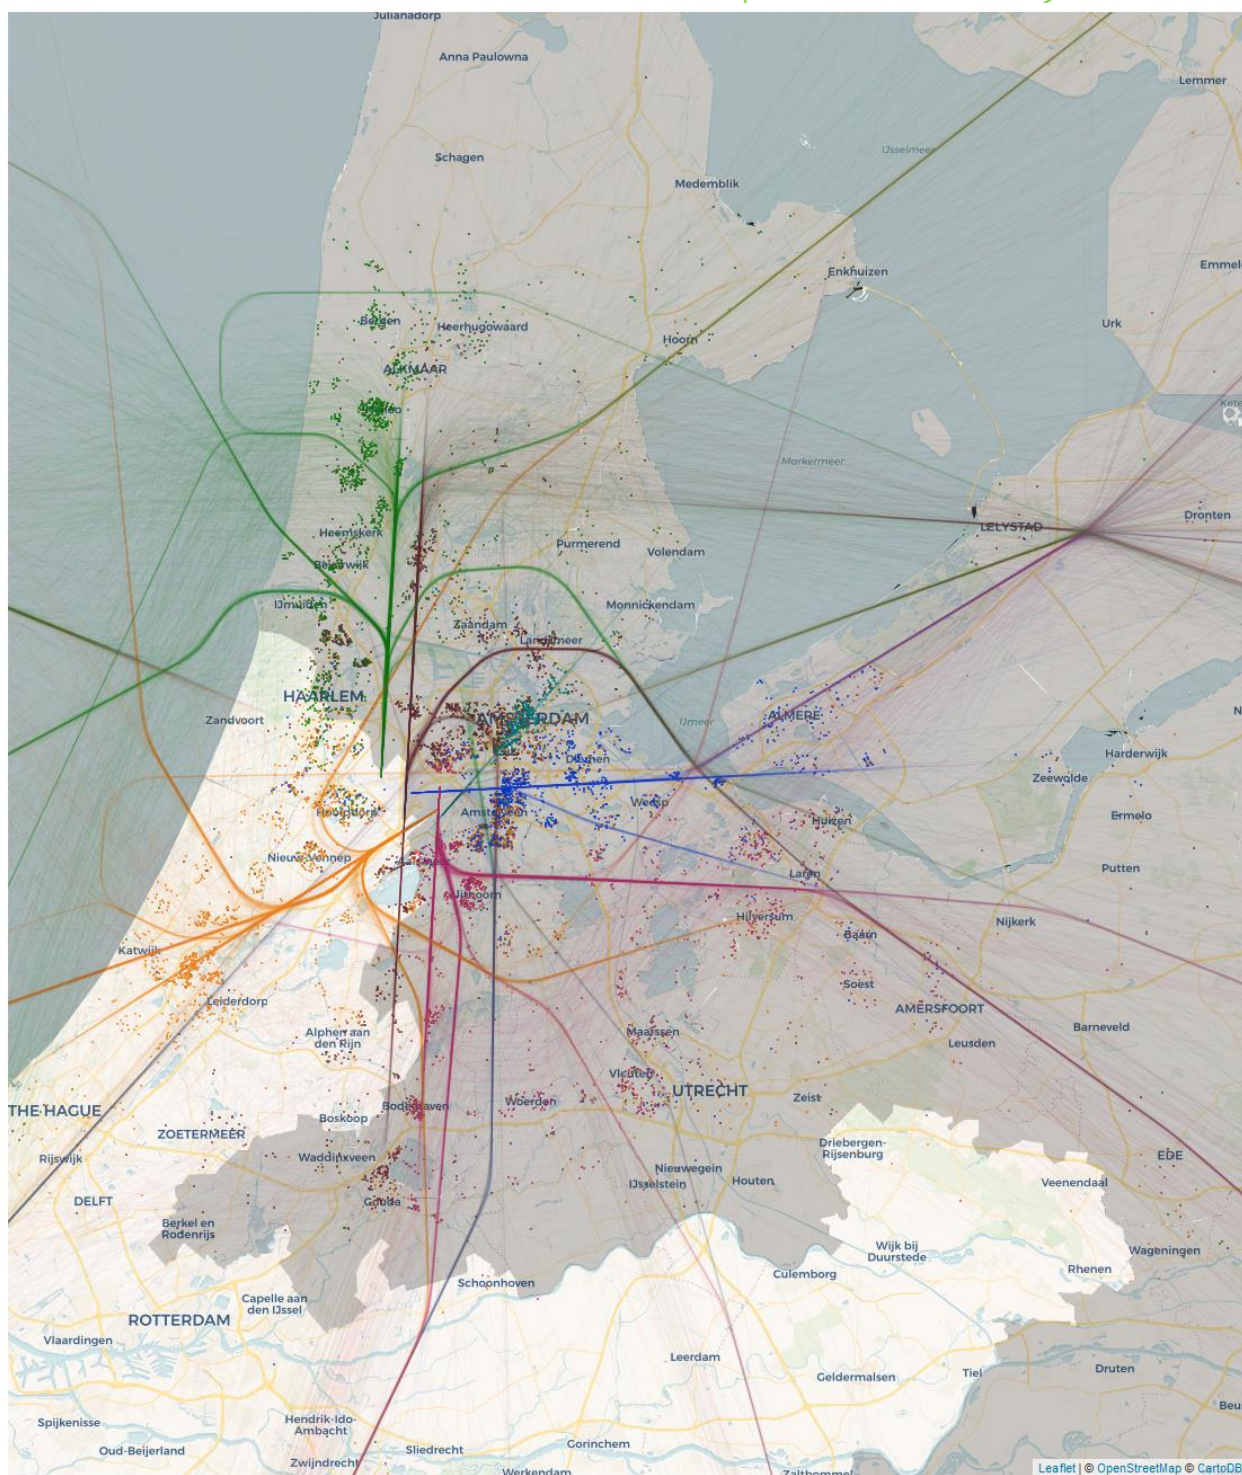 Julianadorp
Anna Paulowna
Lemmer
IJsselmeer
Schagen
Medemblik
Emmel
Enkhuizen
Urk
Bergen
Heerhugowaard
Hoorn
ALKMAAR
Markermeer
LELYSTAD
Dronten
Heemskerk
Purmerend
Volendam
Beverwijk
IJmuiden
Monnickendam
Zaandam
Landsmeer
HAARLEM
Zandvoort
AMSTERDAM
IJmeer
ALMERE
Harderwijk
Diemen
Zeewolde
Weesp
Hoofddorp
Amstelveen
Huizen
Ermelo
Nieuw-Vennep
Putten
Laren
Uithoorn
Hilversum
Nijkerk
Baarn
Katwijk
Soest
Leiderdorp
AMERSFOORT
Barneveld
Alphen aan
den Rijn
Maarssen
Leusden
Vleuten
UTRECHT
Zeist
THE HAGUE
Boskoop
Bodegraven
Woerden
ZOETERMEER
Driebergen-
Rijsenburg
Rijswijk
Waddinxveen
EDE
Nieuwegein
IJsselstein
Houten
Veenendaal
DELFT
Gouda
Berkel en
Rodenrijs
Wijk bij
Duurstede
Wageningen
Rhenen
Culemborg
Schoonhoven
Capelle aan
den IJssel
ROTTERDAM
Vlaardingen
Leerdam
Geldermalsen
Tiel
Druten
Beu
Spijkenisse
Hendrik-Ido-
Ambacht
Gorinchem
Oud-Beijerland
Sliedrecht
Zwijndrecht
Werkendam
Zaltbommel
Leaflet | © OpenStreetMap © CartoDB